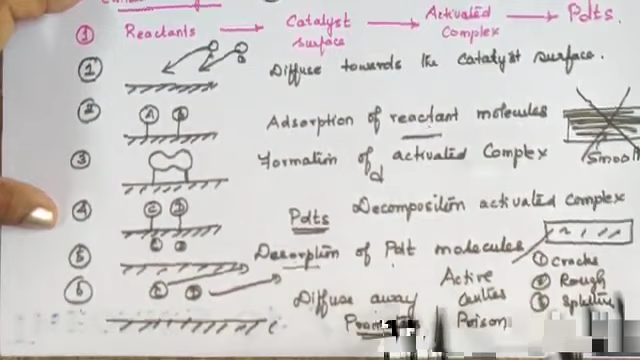 ① Reactants → Catalyst surface → Activated Complex → Pdts.
① Diffuse towards the catalyst surface.
② A B Adsorption of reactant molecules
Smooth
③ Formation of activated Complex
④ C D Pdts Decomposition activated complex
⑤ Desorption of Pdt molecules
① Cracks
② Rough
③
⑥ Diffuse away
Active
Poison